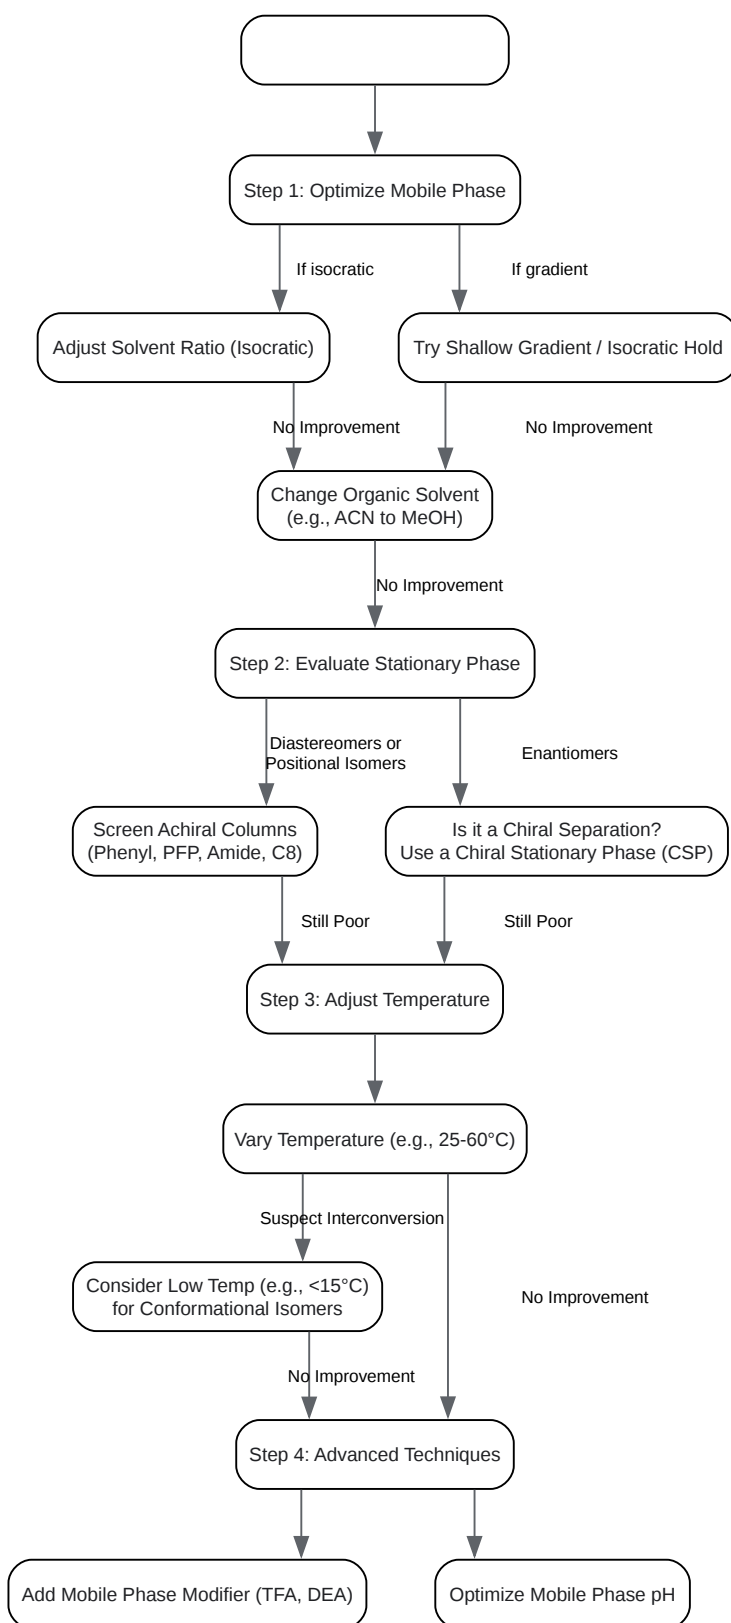 Step 1: Optimize Mobile Phase
If isocratic
If gradient
Adjust Solvent Ratio (Isocratic)
Try Shallow Gradient / Isocratic Hold
No Improvement
No Improvement
Change Organic Solvent
(e.g., ACN to MeOH)
No Improvement
Step 2: Evaluate Stationary Phase
Diastereomers or
Positional Isomers
Enantiomers
Screen Achiral Columns
(Phenyl, PFP, Amide, C8)
Is it a Chiral Separation?
Use a Chiral Stationary Phase (CSP)
Still Poor
Still Poor
Step 3: Adjust Temperature
Vary Temperature (e.g., 25-60°C)
Suspect Interconversion
Consider Low Temp (e.g., <15°C)
for Conformational Isomers
No Improvement
No Improvement
Step 4: Advanced Techniques
Add Mobile Phase Modifier (TFA, DEA)
Optimize Mobile Phase pH